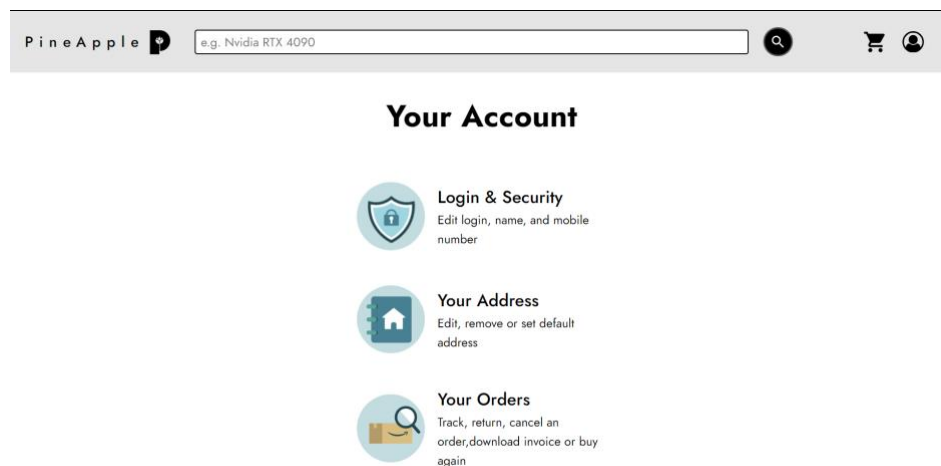 PineApple
e.g. Nvidia RTX 4090
Your Account
Login & Security
Edit login, name, and mobile
number
Your Address
Edit, remove or set default
address
Your Orders
Track, return, cancel an
order,download invoice or buy
again